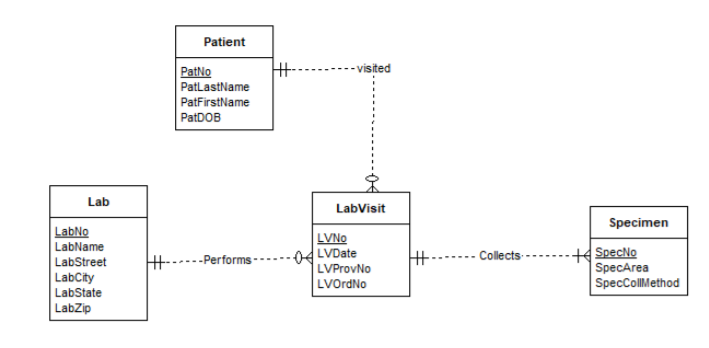 Patient
PatNo
PatLastName
PatFirstName
PatDOB
visited
Lab
LabNo
LabName
LabStreet
LabCity
LabState
LabZip
Performs
LabVisit
LVNo
LVDate
LVProvNo
LVOrdNo
Collects
Specimen
SpecNo
SpecArea
SpecCollMethod